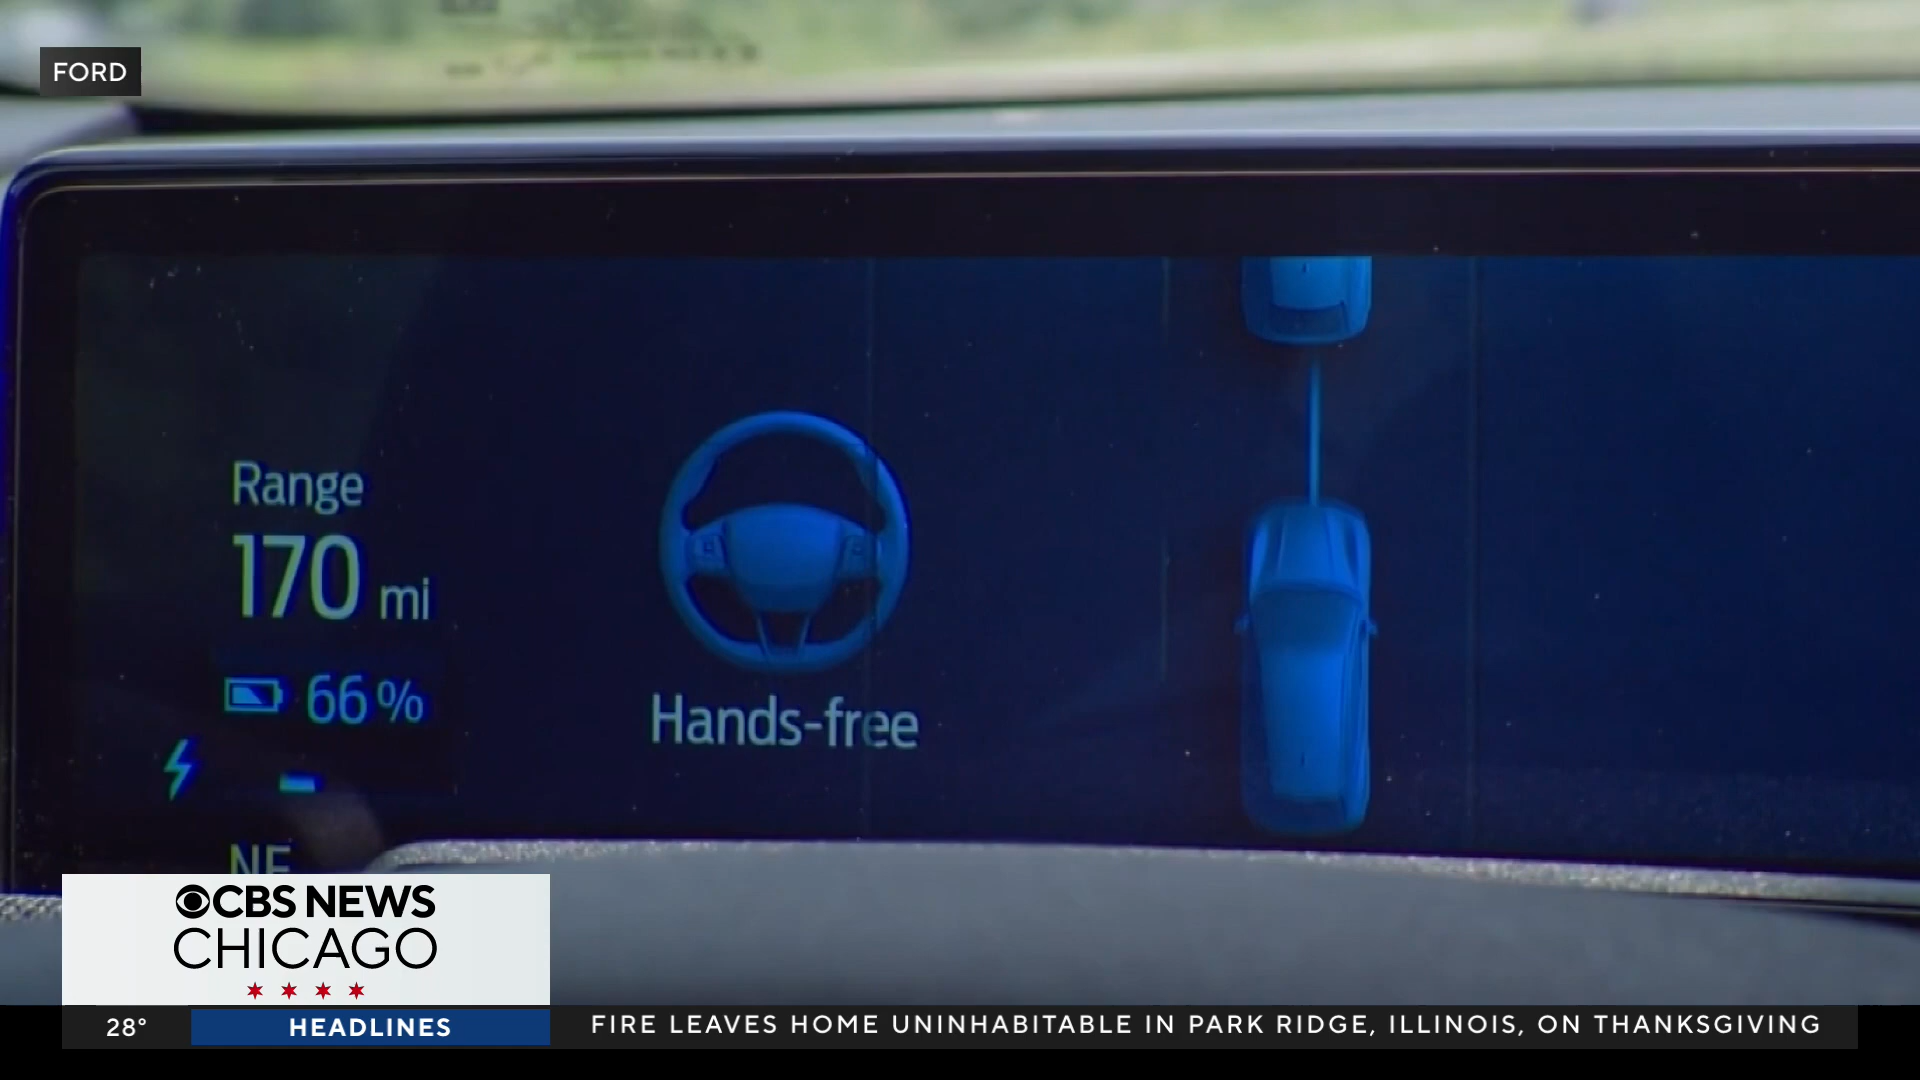 FORD
Range
170 mi
66%
Hands-free
NE
CBS NEWS
CHICAGO
28°
HEADLINES
FIRE LEAVES HOME UNINHABITABLE IN PARK RIDGE, ILLINOIS, ON THANKSGIVING